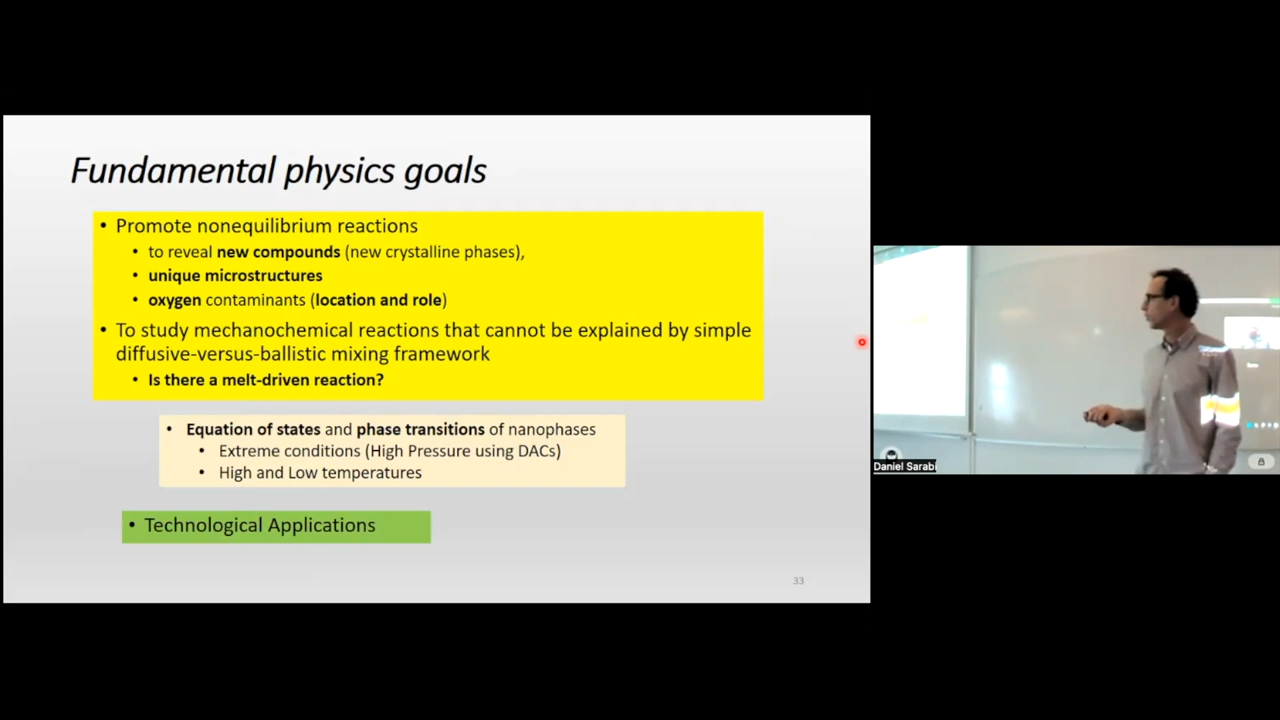 Fundamental physics goals
• Promote nonequilibrium reactions
• to reveal new compounds (new crystalline phases),
• unique microstructures
• oxygen contaminants (location and role)
• To study mechanochemical reactions that cannot be explained by simple
diffusive-versus-ballistic mixing framework
• Is there a melt-driven reaction?
• Equation of states and phase transitions of nanophases
• Extreme conditions (High Pressure using DACs)
• High and Low temperatures
• Technological Applications
33
Daniel Sarabi